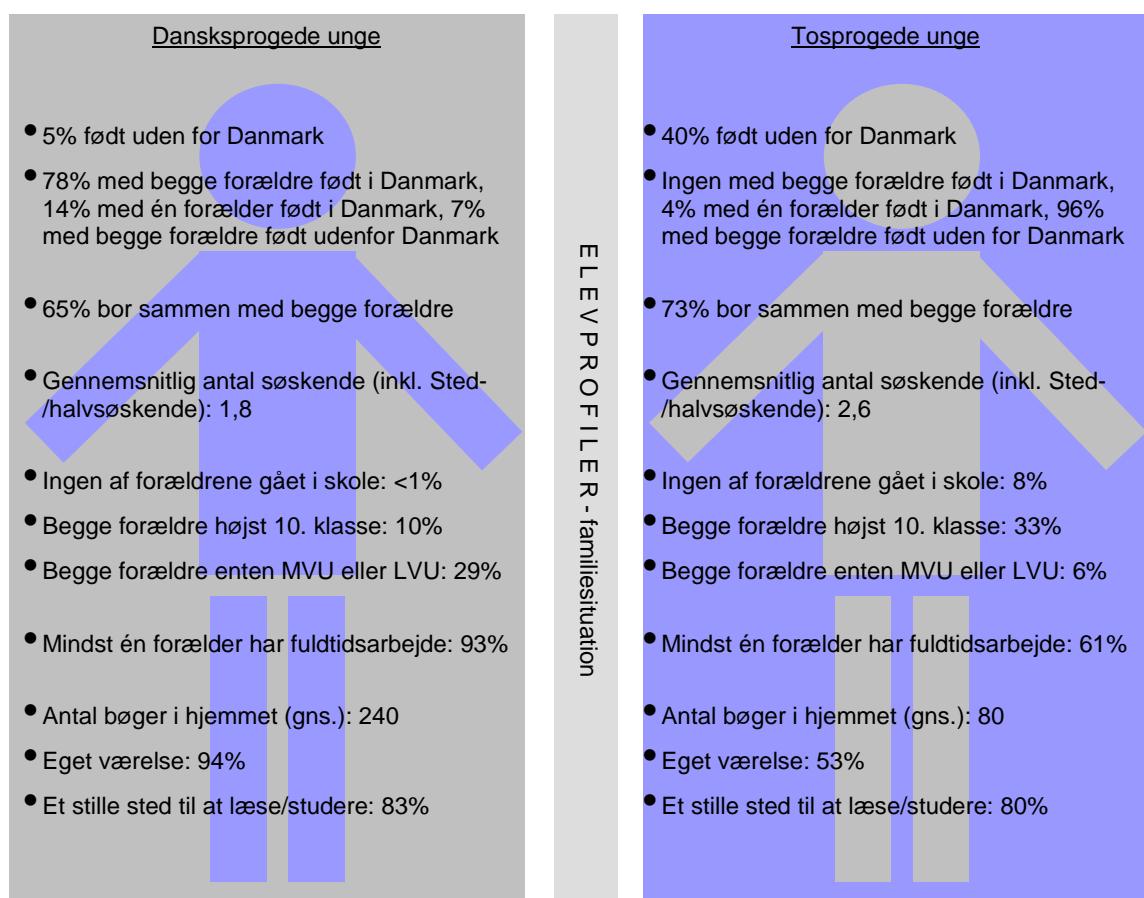 Dansksprogede unge
• 5% født uden for Danmark
• 78% med begge forældre født i Danmark,
14% med én forælder født i Danmark, 7%
med begge forældre født udenfor Danmark
• 65% bor sammen med begge forældre
• Gennemsnitlig antal søskende (inkl. Sted-
/halvsøskende): 1,8
• Ingen af forældrene gået i skole: <1%
• Begge forældre højst 10. klasse: 10%
• Begge forældre enten MVU eller LVU: 29%
• Mindst én forælder har fuldtidsarbejde: 93%
• Antal bøger i hjemmet (gns.): 240
• Eget værelse: 94%
• Et stille sted til at læse/studere: 83%
E L E V P R O F I L E R - familiesituation
Tosprogede unge
• 40% født uden for Danmark
• Ingen med begge forældre født i Danmark,
4% med én forælder født i Danmark, 96%
med begge forældre født uden for Danmark
• 73% bor sammen med begge forældre
• Gennemsnitlig antal søskende (inkl. Sted-
/halvsøskende): 2,6
• Ingen af forældrene gået i skole: 8%
• Begge forældre højst 10. klasse: 33%
• Begge forældre enten MVU eller LVU: 6%
• Mindst én forælder har fuldtidsarbejde: 61%
• Antal bøger i hjemmet (gns.): 80
• Eget værelse: 53%
• Et stille sted til at læse/studere: 80%